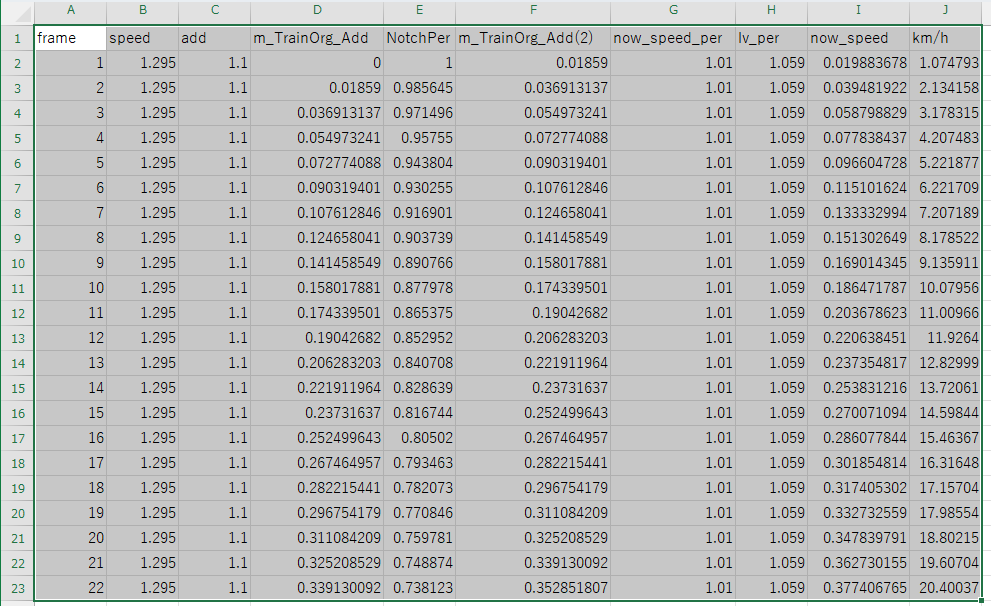 A B C D E F G H I J
1 frame speed add m_TrainOrg_Add NotchPer m_TrainOrg_Add(2) now_speed_per lv_per now_speed km/h
2 1 1.295 1.1 0 1 0.01859 1.01 1.059 0.019883678 1.074793
3 2 1.295 1.1 0.01859 0.985645 0.036913137 1.01 1.059 0.039481922 2.134158
4 3 1.295 1.1 0.036913137 0.971496 0.054973241 1.01 1.059 0.058798829 3.178315
5 4 1.295 1.1 0.054973241 0.95755 0.072774088 1.01 1.059 0.077838437 4.207483
6 5 1.295 1.1 0.072774088 0.943804 0.090319401 1.01 1.059 0.096604728 5.221877
7 6 1.295 1.1 0.090319401 0.930255 0.107612846 1.01 1.059 0.115101624 6.221709
8 7 1.295 1.1 0.107612846 0.916901 0.124658041 1.01 1.059 0.133332994 7.207189
9 8 1.295 1.1 0.124658041 0.903739 0.141458549 1.01 1.059 0.151302649 8.178522
10 9 1.295 1.1 0.141458549 0.890766 0.158017881 1.01 1.059 0.169014345 9.135911
11 10 1.295 1.1 0.158017881 0.877978 0.174339501 1.01 1.059 0.186471787 10.07956
12 11 1.295 1.1 0.174339501 0.865375 0.19042682 1.01 1.059 0.203678623 11.00966
13 12 1.295 1.1 0.19042682 0.852952 0.206283203 1.01 1.059 0.220638451 11.9264
14 13 1.295 1.1 0.206283203 0.840708 0.221911964 1.01 1.059 0.237354817 12.82999
15 14 1.295 1.1 0.221911964 0.828639 0.23731637 1.01 1.059 0.253831216 13.72061
16 15 1.295 1.1 0.23731637 0.816744 0.252499643 1.01 1.059 0.270071094 14.59844
17 16 1.295 1.1 0.252499643 0.80502 0.267464957 1.01 1.059 0.286077844 15.46367
18 17 1.295 1.1 0.267464957 0.793463 0.282215441 1.01 1.059 0.301854814 16.31648
19 18 1.295 1.1 0.282215441 0.782073 0.296754179 1.01 1.059 0.317405302 17.15704
20 19 1.295 1.1 0.296754179 0.770846 0.311084209 1.01 1.059 0.332732559 17.98554
21 20 1.295 1.1 0.311084209 0.759781 0.325208529 1.01 1.059 0.347839791 18.80215
22 21 1.295 1.1 0.325208529 0.748874 0.339130092 1.01 1.059 0.362730155 19.60704
23 22 1.295 1.1 0.339130092 0.738123 0.352851807 1.01 1.059 0.377406765 20.40037